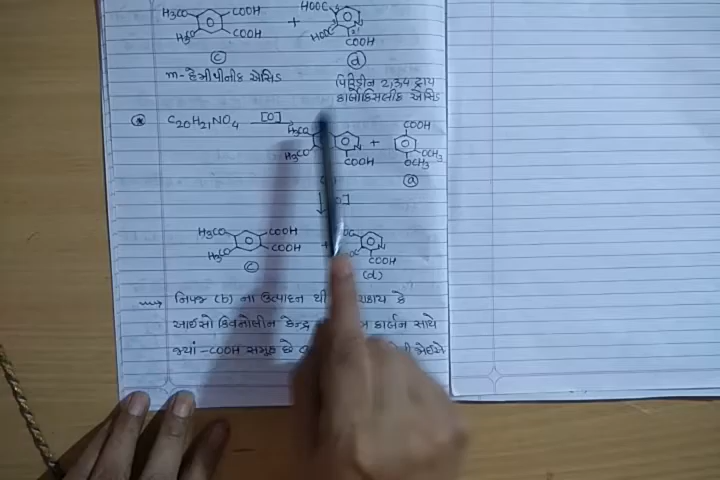 H3CO COOH + HOOC
H3CO COOH HOOC N
COOH
(c) (d)
m- હેમીપીનીક એસિડ પિરિડીન 2,3,4 ટ્રાય
કાર્બોક્સિલીક એસિડ
C20H21NO4 [O] H3CO N + COOH
H3CO COOH OCH3
OCH3
(a)
[O]
H3CO COOH +
H3CO COOH N
COOH
(c) (d)
નિપજ (b) ના ઉત્પાદન થી કે
આઈસો ક્વિનોલીન કેન્દ્ર કાર્બન સાથે
જ્યાં -COOH સમૂહ છે